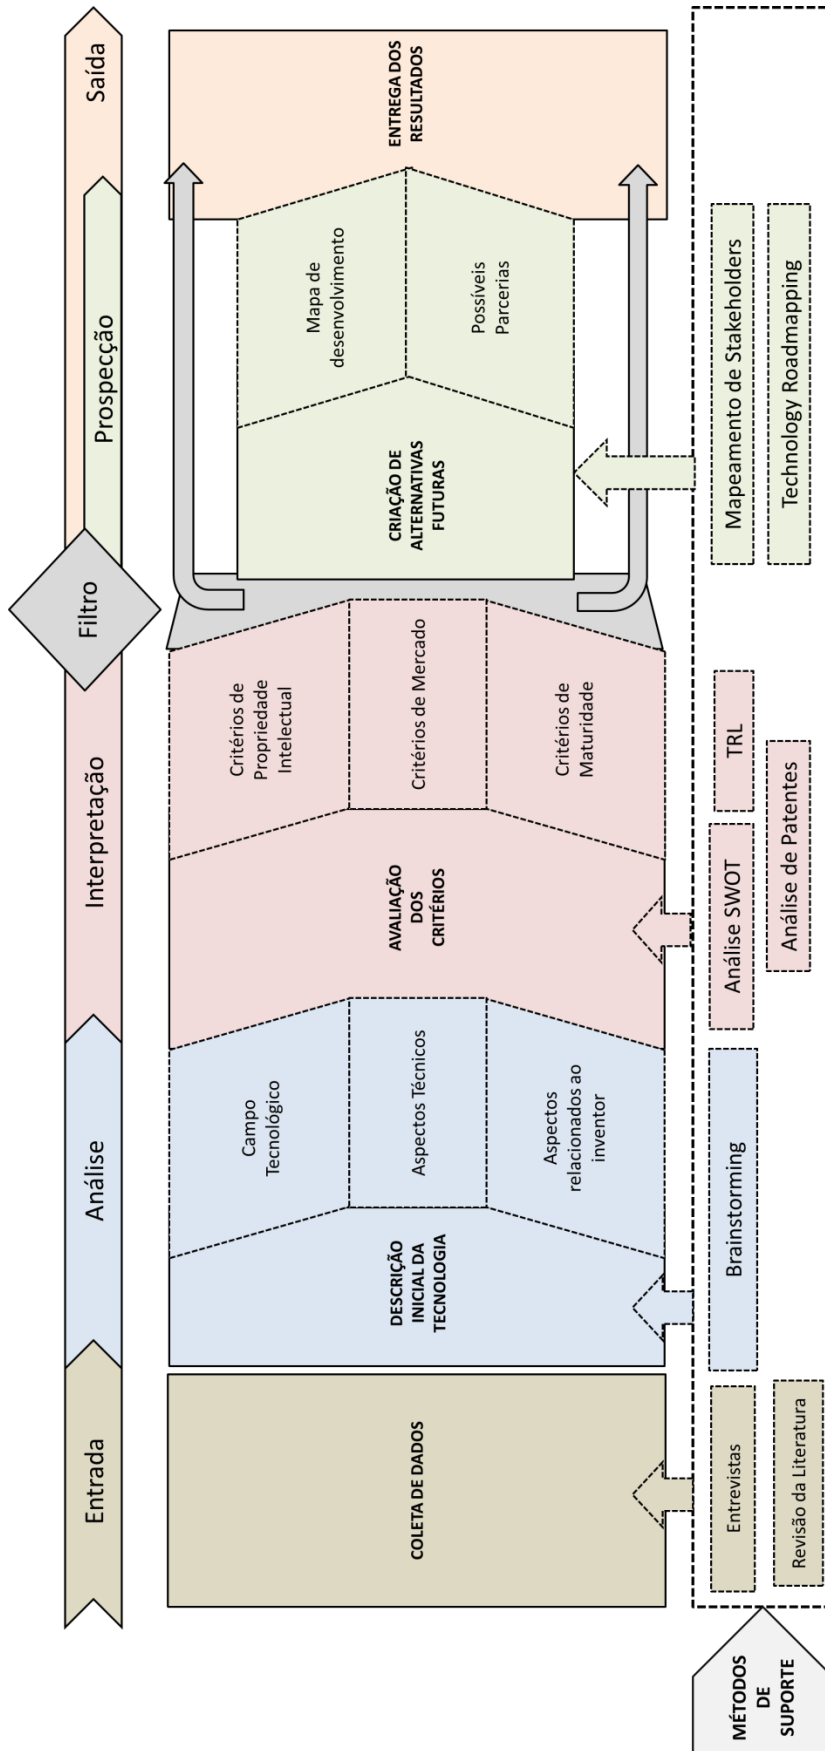 Entrada
Análise
Interpretação
Filtro
Prospecção
Saída
COLETA DE DADOS
DESCRIÇÃO
INICIAL DA
TECNOLOGIA
Campo
Tecnológico
Aspectos Técnicos
Aspectos
relacionados ao
inventor
AVALIAÇÃO
DOS
CRITÉRIOS
Critérios de
Propriedade
Intelectual
Critérios de Mercado
Critérios de
Maturidade
CRIAÇÃO DE
ALTERNATIVAS
FUTURAS
Mapa de
desenvolvimento
Possíveis
Parcerias
ENTREGA DOS
RESULTADOS
MÉTODOS
DE
SUPORTE
Entrevistas
Revisão da Literatura
Brainstorming
Análise SWOT
TRL
Análise de Patentes
Mapeamento de Stakeholders
Technology Roadmapping